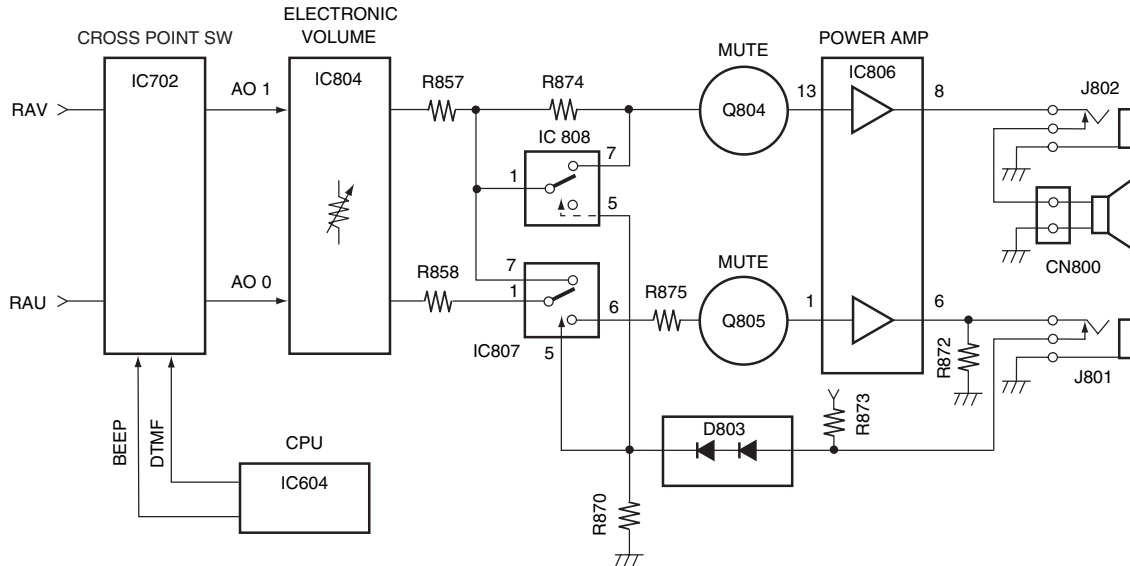 CROSS POINT SW
ELECTRONIC
VOLUME
MUTE
POWER AMP
IC702
IC804
IC806
RAV
AO 1
R857
R874
Q804
13
8
J802
IC 808
7
1
5
RAU
AO 0
R858
7
1
6
5
IC807
R875
MUTE
Q805
1
6
CN800
R872
J801
BEEP
DTMF
CPU
IC604
D803
R873
R870